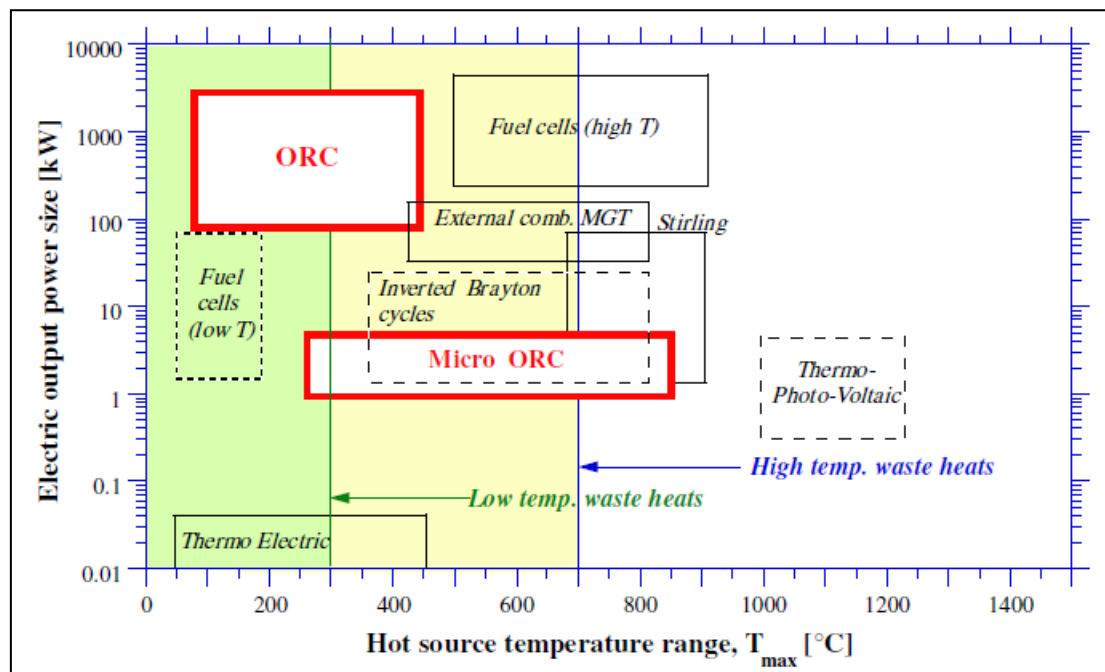 10000
1000
100
10
1
0.1
0.01
Electric output power size [kW]
ORC
Fuel cells (high T)
External comb. MGT
Stirling
Fuel
cells
(low T)
Inverted Brayton
cycles
Micro ORC
Thermo-
Photo-Voltaic
High temp. waste heats
Low temp. waste heats
Thermo Electric
0 200 400 600 800 1000 1200 1400
Hot source temperature range, Tmax [°C]